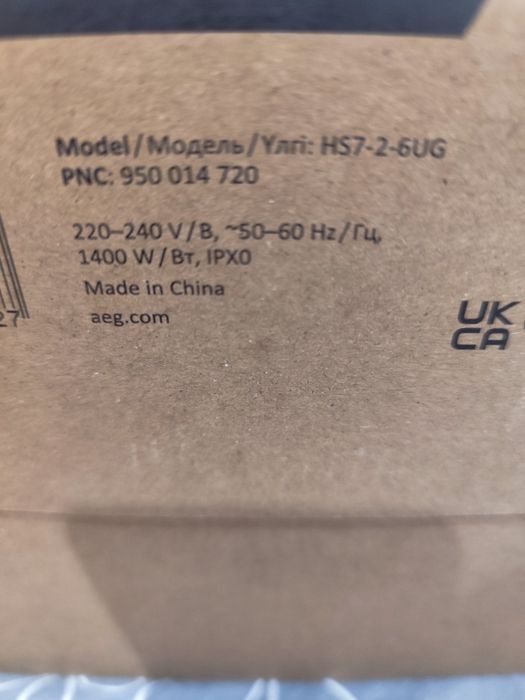 Model/Модель/Үлгі: HS7-2-6UG
PNC: 950 014 720
220–240 V/В, ~50–60 Hz/Гц,
1400 W/Вт, IPX0
Made in China
aeg.com
27
UK
CA